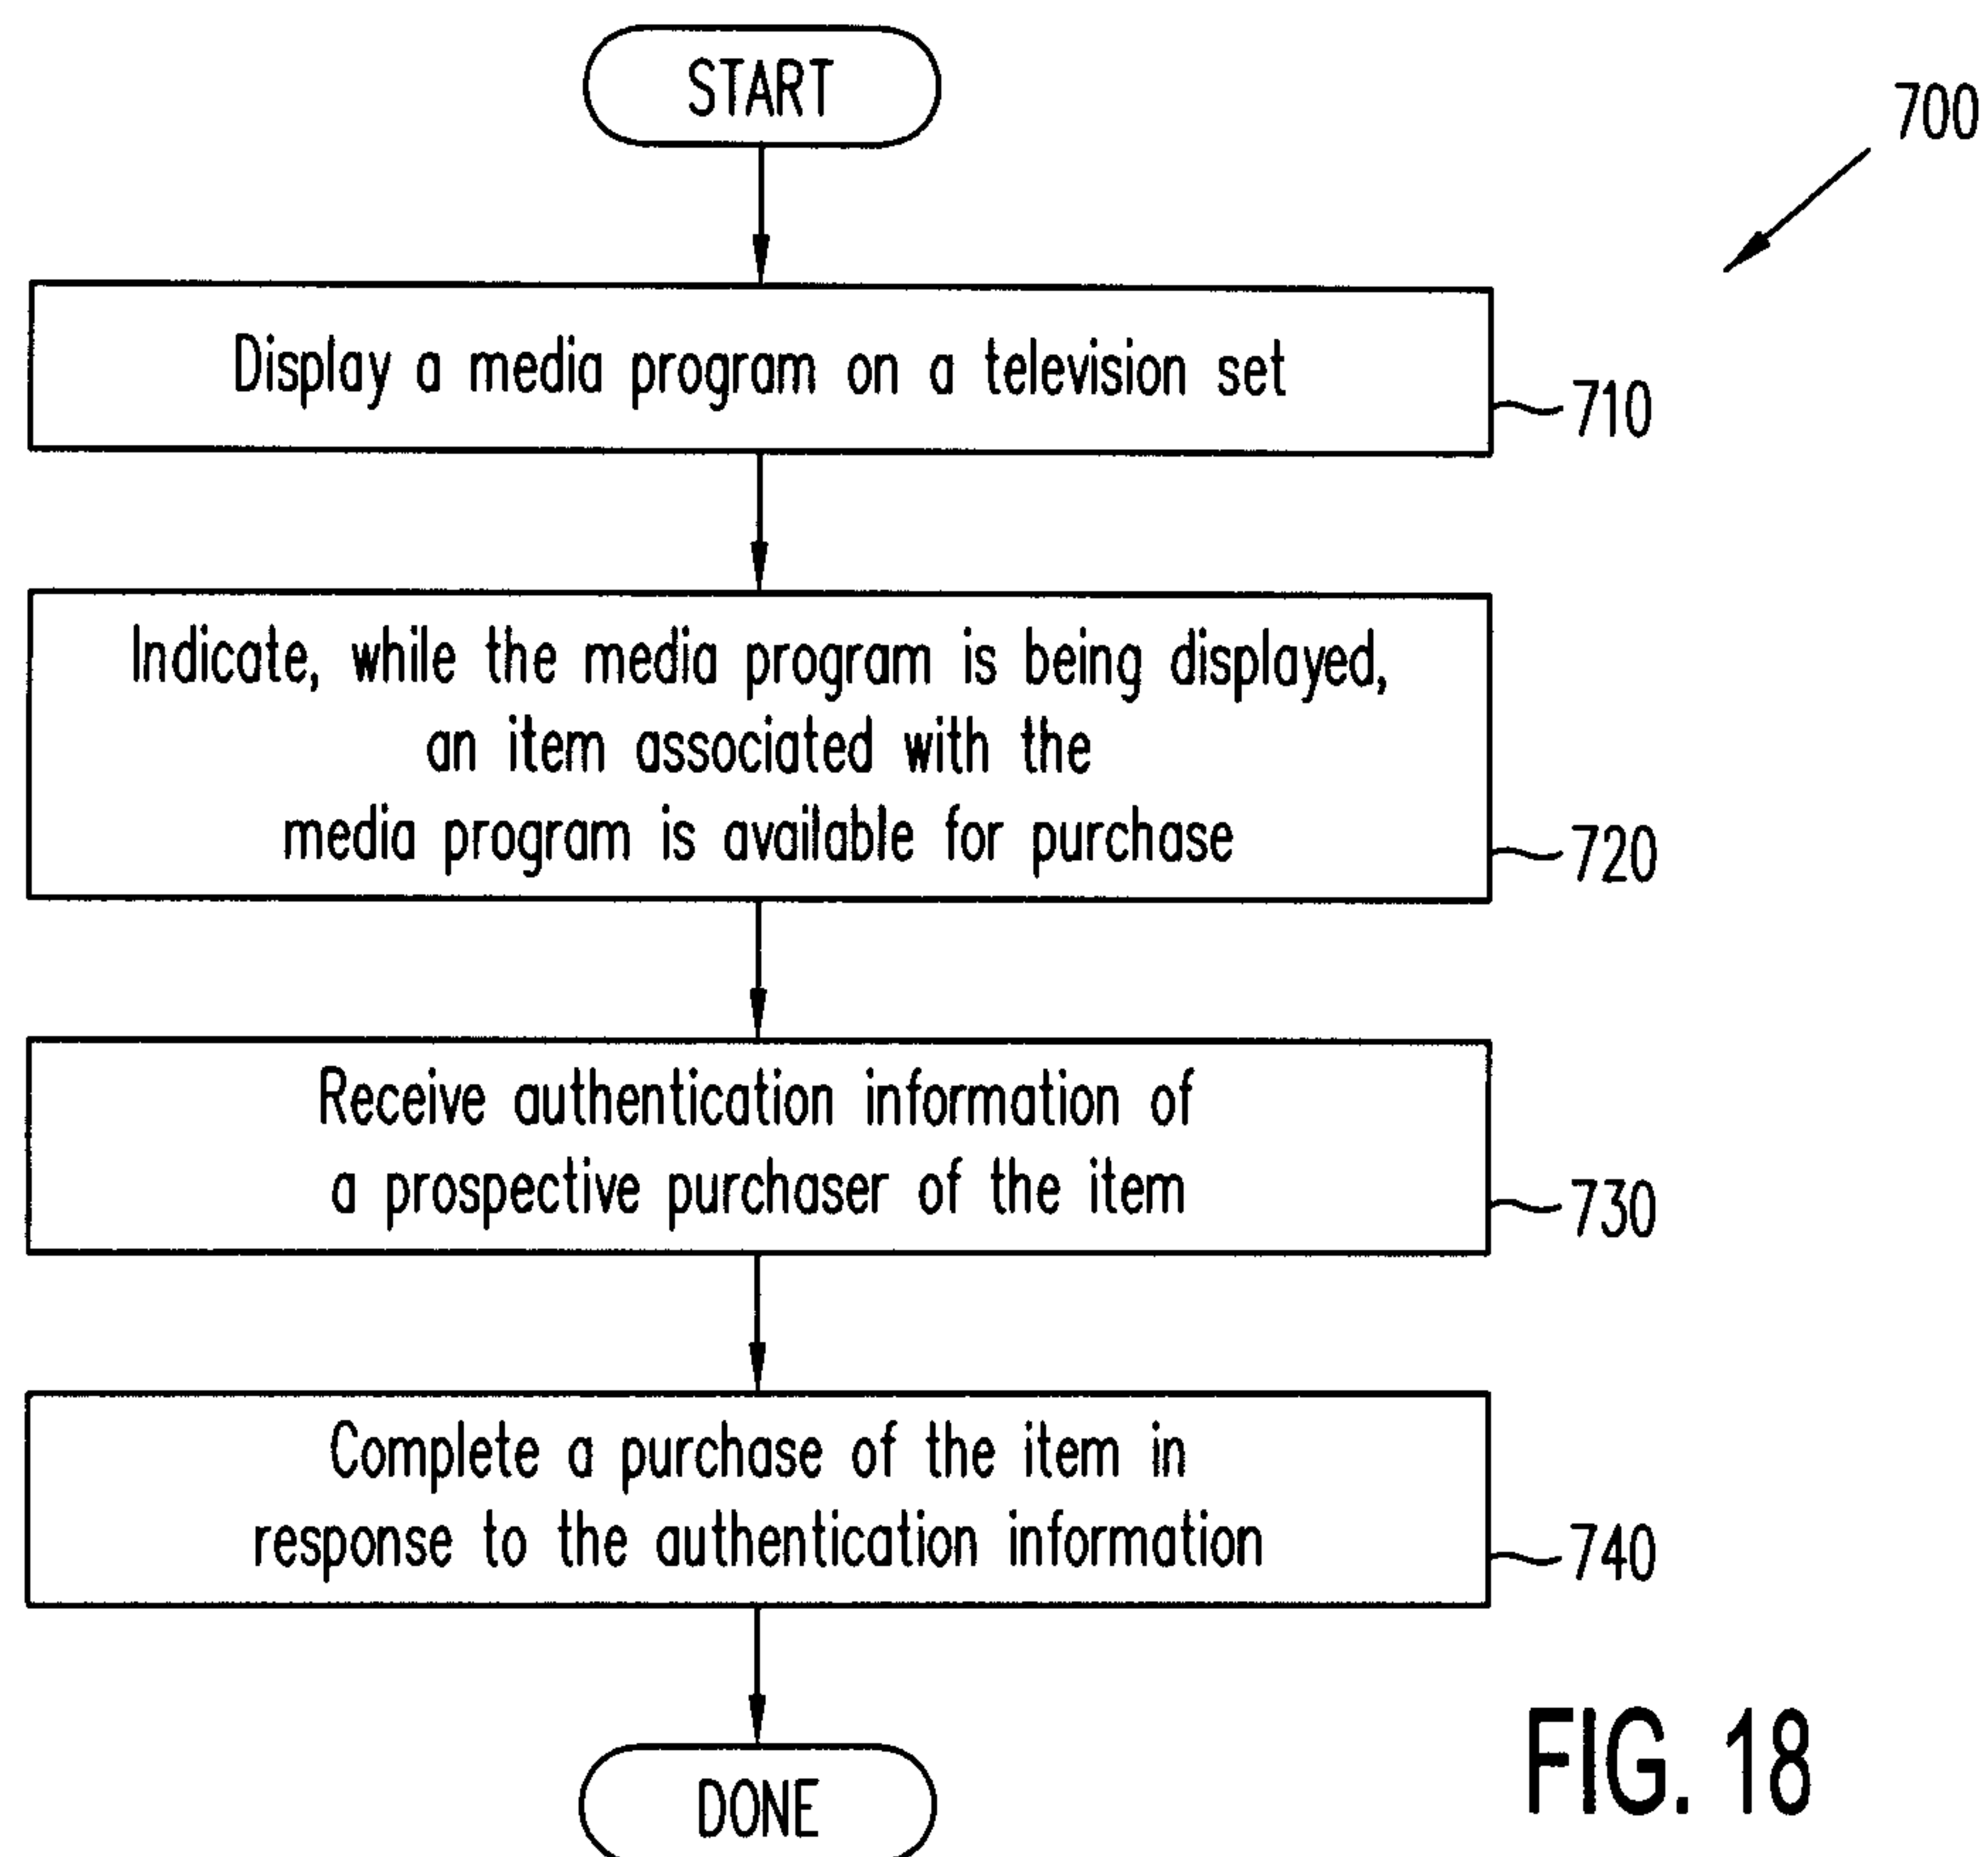 START
700
Display a media program on a television set
710
Indicate, while the media program is being displayed,
an item associated with the
media program is available for purchase
720
Receive authentication information of
a prospective purchaser of the item
730
Complete a purchase of the item in
response to the authentication information
740
DONE
FIG. 18